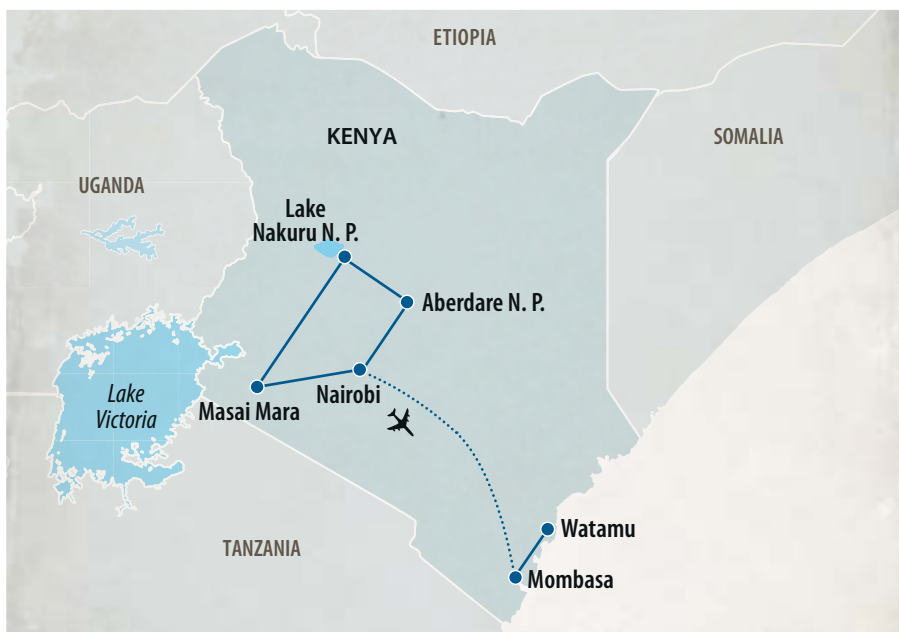 ETIOPIA
KENYA
SOMALIA
UGANDA
Lake
Nakuru N. P.
Aberdare N. P.
Lake
Victoria
Masai Mara
Nairobi
Watamu
TANZANIA
Mombasa